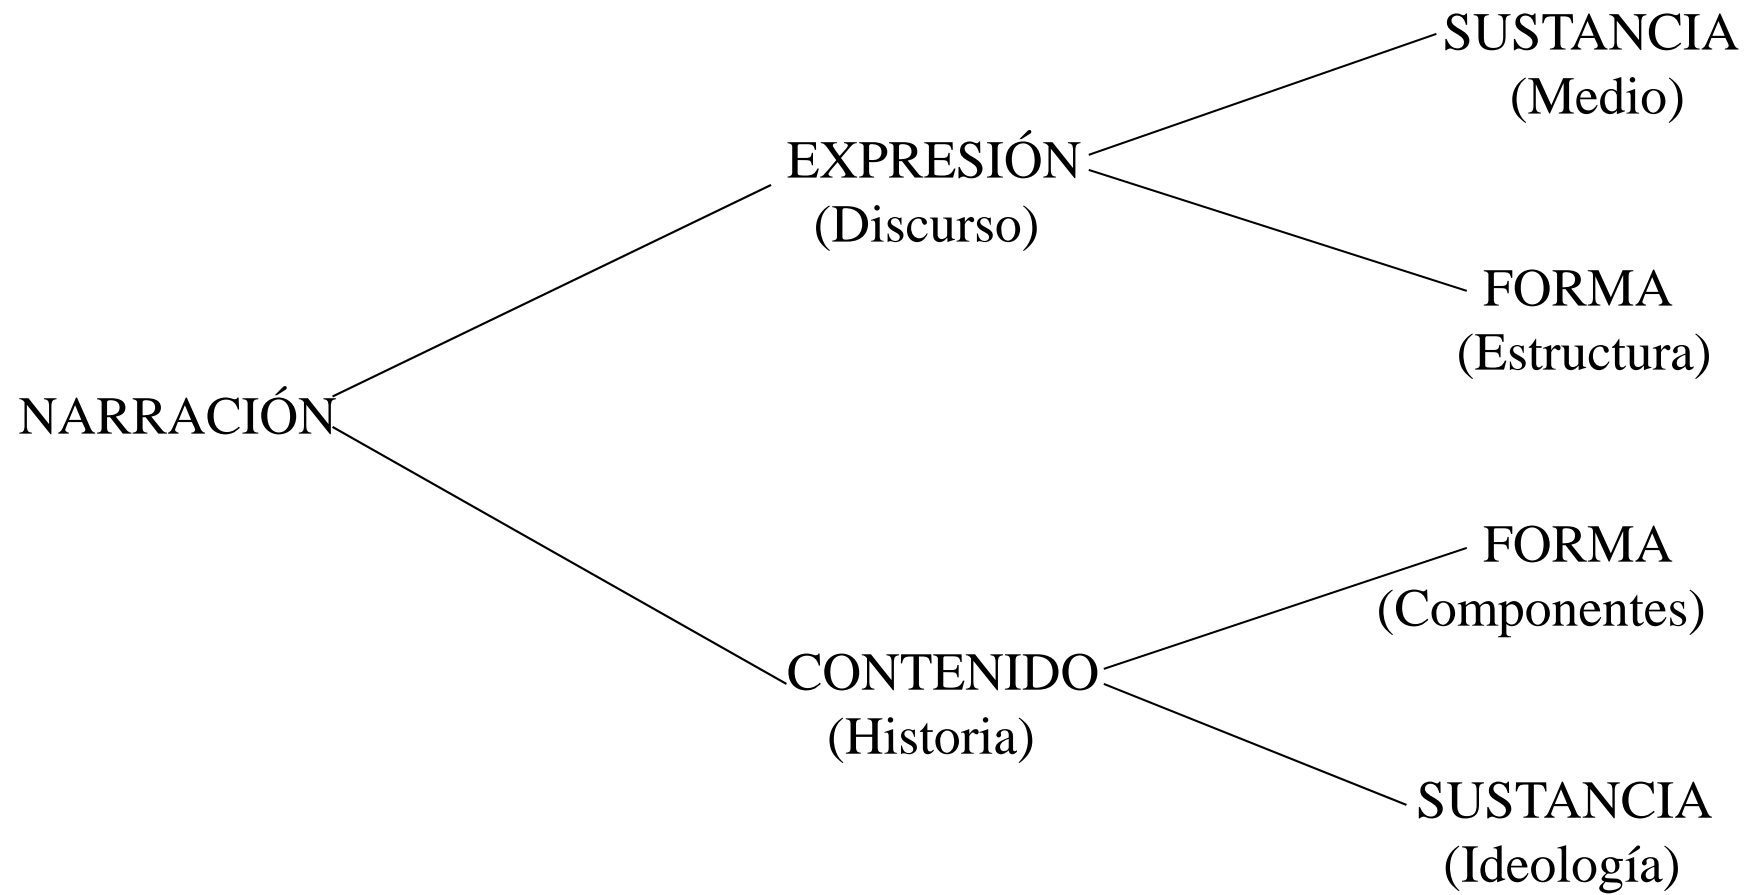 SUSTANCIA
(Medio)
EXPRESIÓN
(Discurso)
FORMA
(Estructura)
NARRACIÓN
FORMA
(Componentes)
CONTENIDO
(Historia)
SUSTANCIA
(Ideología)